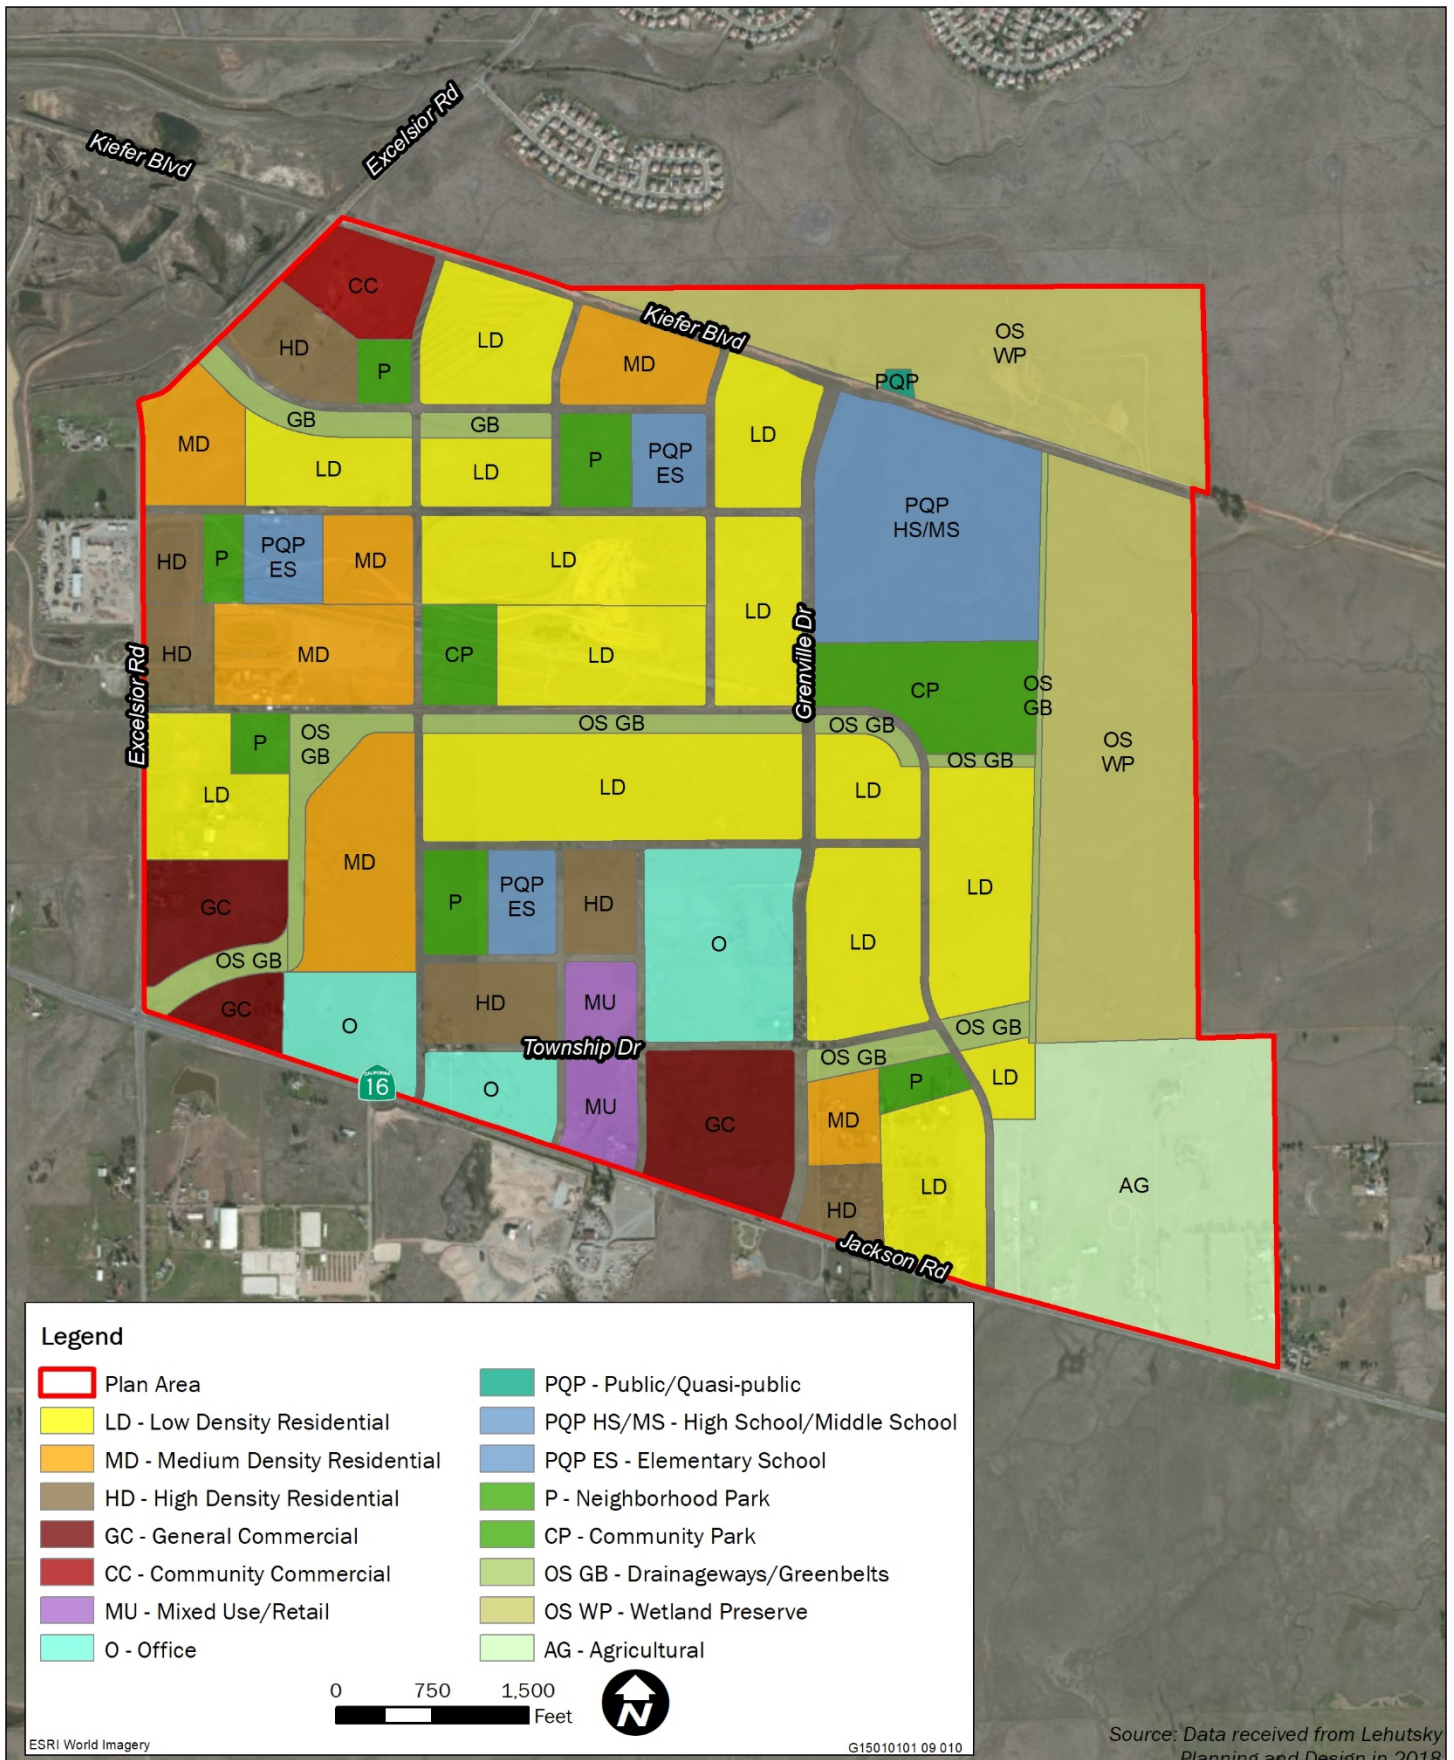 Kiefer Blvd
Excelsior Rd
CC
LD
HD
P
MD
Kiefer Blvd
OS
WP
PQP
GB
GB
MD
LD
LD
P
PQP
ES
LD
PQP
HS/MS
HD
P
PQP
ES
MD
LD
LD
HD
MD
CP
LD
Excelsior Rd
Grenville Dr
CP
OS
GB
P
OS
GB
OS GB
OS GB
OS GB
OS
WP
LD
LD
LD
MD
P
PQP
ES
HD
O
LD
LD
GC
OS GB
GC
O
HD
MU
Township Dr
OS GB
OS GB
16
CALIFORNIA
O
MU
GC
MD
P
LD
HD
LD
AG
Jackson Rd
Legend
Plan Area
LD - Low Density Residential
MD - Medium Density Residential
HD - High Density Residential
GC - General Commercial
CC - Community Commercial
MU - Mixed Use/Retail
O - Office
PQP - Public/Quasi-public
PQP HS/MS - High School/Middle School
PQP ES - Elementary School
P - Neighborhood Park
CP - Community Park
OS GB - Drainageways/Greenbelts
OS WP - Wetland Preserve
AG - Agricultural
0 750 1,500
Feet
N
ESRI World Imagery
G15010101 09 010
Source: Data received from Lehutsky
Planning and Design in 2018